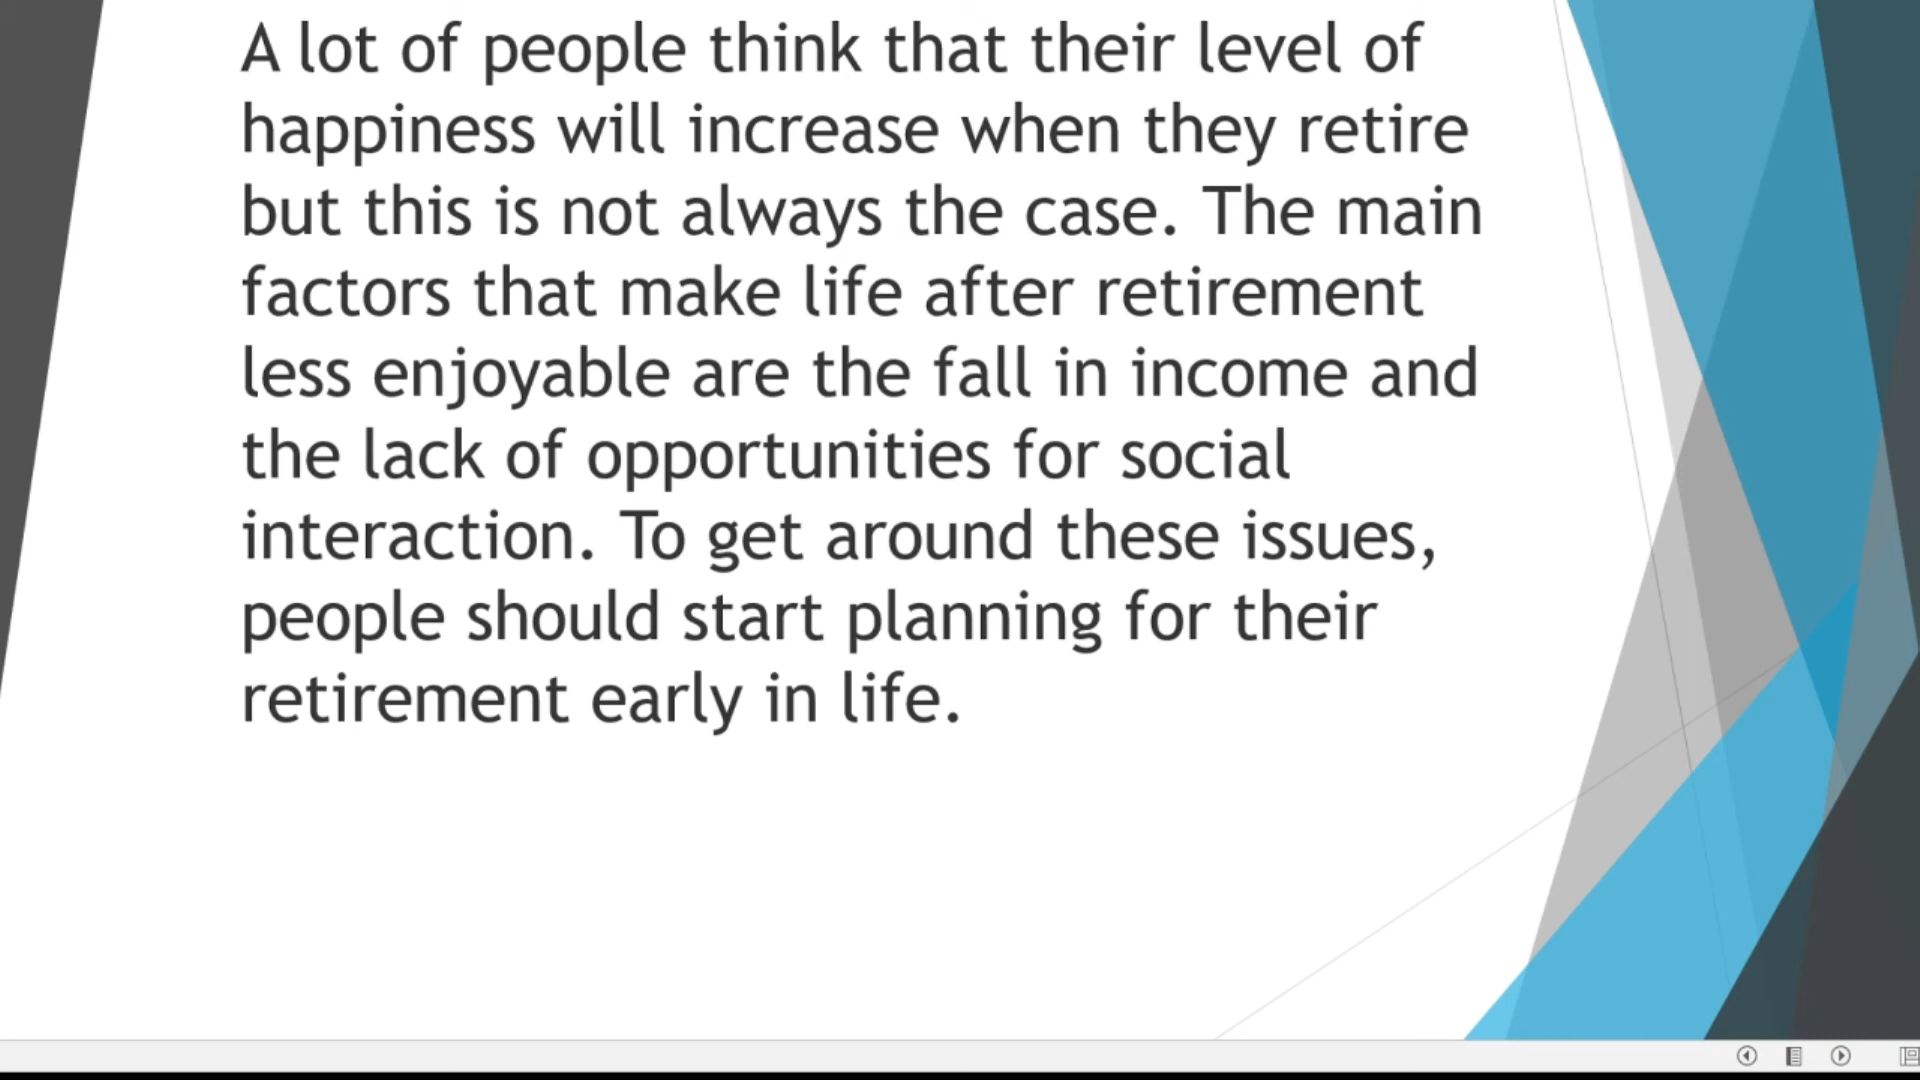 A lot of people think that their level of
happiness will increase when they retire
but this is not always the case. The main
factors that make life after retirement
less enjoyable are the fall in income and
the lack of opportunities for social
interaction. To get around these issues,
people should start planning for their
retirement early in life.